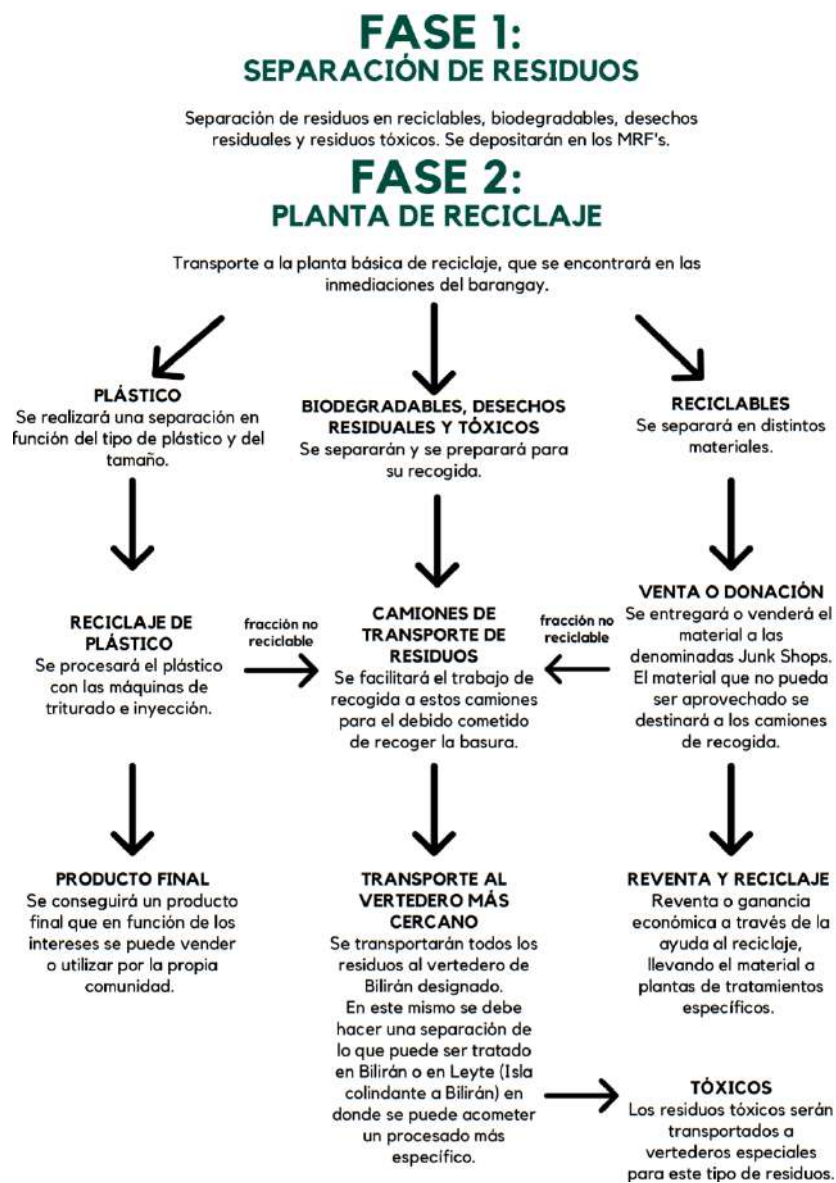 FASE 1:
SEPARACIÓN DE RESIDUOS
Separación de residuos en reciclables, biodegradables, desechos
residuales y residuos tóxicos. Se depositarán en los MRF's.
FASE 2:
PLANTA DE RECICLAJE
Transporte a la planta básica de reciclaje, que se encontrará en las
inmediaciones del barangay.
PLÁSTICO
Se realizará una separación en
función del tipo de plástico y del
tamaño.
BIODEGRADABLES, DESECHOS
RESIDUALES Y TÓXICOS
Se separarán y se preparará para
su recogida.
RECICLABLES
Se separará en distintos
materiales.
RECICLAJE DE
PLÁSTICO
Se procesará el plástico
con las máquinas de
triturado e inyección.
fracción no
reciclable
CAMIONES DE
TRANSPORTE DE
RESIDUOS
Se facilitará el trabajo de
recogida a estos camiones
para el debido cometido
de recoger la basura.
fracción no
reciclable
VENTA O DONACIÓN
Se entregará o venderá el
material a las
denominadas Junk Shops.
El material que no pueda
ser aprovechado se
destinará a los camiones
de recogida.
PRODUCTO FINAL
Se conseguirá un producto
final que en función de los
intereses se puede vender
o utilizar por la propia
comunidad.
TRANSPORTE AL
VERTEDERO MÁS
CERCANO
Se transportarán todos los
residuos al vertedero de
Bilirán designado.
En este mismo se debe
hacer una separación de
lo que puede ser tratado
en Bilirán o en Leyte (Isla
colindante a Bilirán) en
donde se puede acometer
un procesado más
específico.
REVENTA Y RECICLAJE
Reventa o ganancia
económica a través de la
ayuda al reciclaje,
llevando el material a
plantas de tratamientos
específicos.
TÓXICOS
Los residuos tóxicos serán
transportados a
vertederos especiales
para este tipo de residuos.